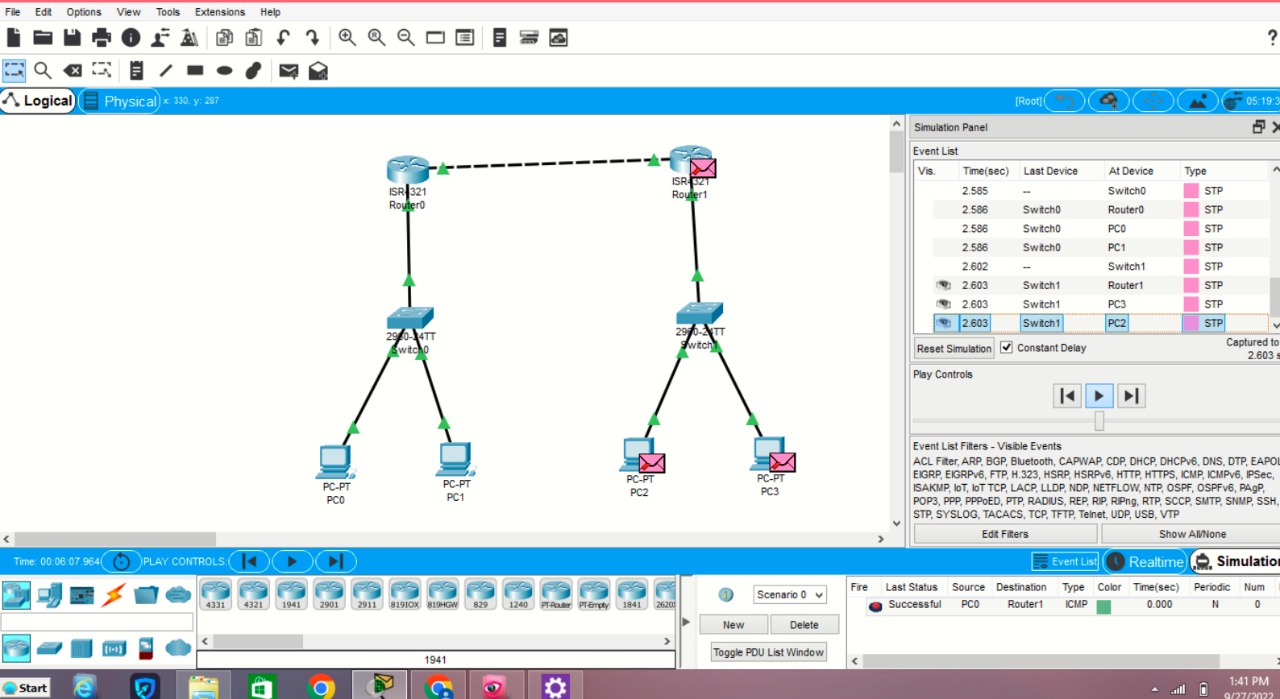 File Edit Options View Tools Extensions Help
?
Logical Physical x: 330, y: 287 [Root] 05:19:3
Simulation Panel
Event List
Vis. Time(sec) Last Device At Device Type
2.585 -- Switch0 STP
2.586 Switch0 Router0 STP
2.586 Switch0 PC0 STP
2.586 Switch0 PC1 STP
2.602 -- Switch1 STP
2.603 Switch1 Router1 STP
2.603 Switch1 PC3 STP
2.603 Switch1 PC2 STP
Reset Simulation Constant Delay Captured to
2.603 s
Play Controls
Event List Filters - Visible Events
ACL Filter, ARP, BGP, Bluetooth, CAPWAP, CDP, DHCP, DHCPv6, DNS, DTP, EAPOL
EIGRP, EIGRPv6, FTP, H.323, HSRP, HSRPv6, HTTP, HTTPS, ICMP, ICMPv6, IPSec,
ISAKMP, IoT, IoT TCP, LACP, LLDP, NDP, NETFLOW, NTP, OSPF, OSPFv6, PAgP,
POP3, PPP, PPPoED, PTP, RADIUS, REP, RIP, RIPng, RTP, SCCP, SMTP, SNMP, SSH,
STP, SYSLOG, TACACS, TCP, TFTP, Telnet, UDP, USB, VTP
Edit Filters Show All/None
ISR4321
Router0
ISR4321
Router1
2960-24TT
Switch0
2960-24TT
Switch1
PC-PT
PC0
PC-PT
PC1
PC-PT
PC2
PC-PT
PC3
Time: 00:06:07.964 PLAY CONTROLS: Event List Realtime Simulation
4331 4321 1941 2901 2911 819IOX 819HGW 829 1240 PT-Router PT-Empty 1841 2620X
1941
Scenario 0
New Delete
Toggle PDU List Window
Fire Last Status Source Destination Type Color Time(sec) Periodic Num
Successful PC0 Router1 ICMP 0.000 N 0
Start
1:41 PM